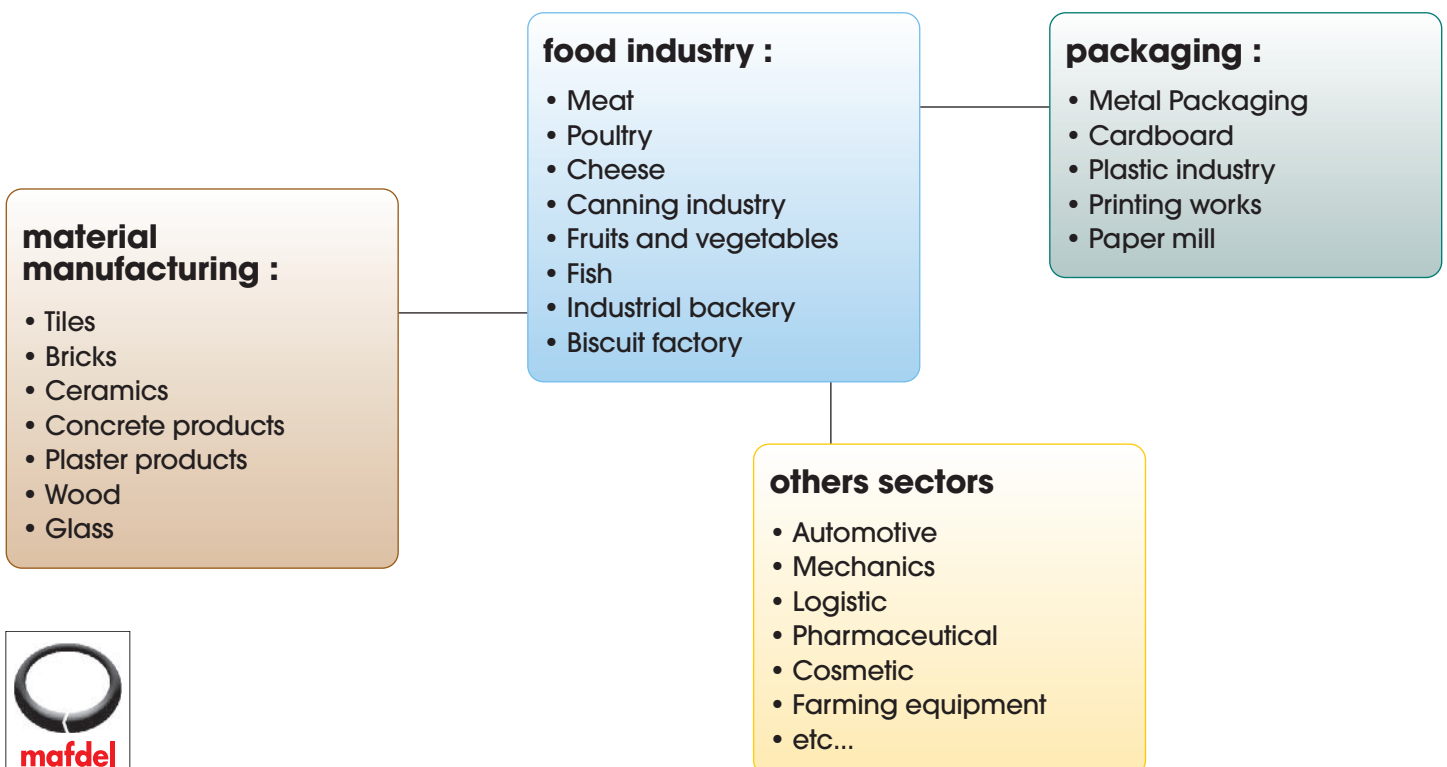 food industry :
• Meat
• Poultry
• Cheese
• Canning industry
• Fruits and vegetables
• Fish
• Industrial backery
• Biscuit factory
packaging :
• Metal Packaging
• Cardboard
• Plastic industry
• Printing works
• Paper mill
material
manufacturing :
• Tiles
• Bricks
• Ceramics
• Concrete products
• Plaster products
• Wood
• Glass
others sectors
• Automotive
• Mechanics
• Logistic
• Pharmaceutical
• Cosmetic
• Farming equipment
• etc...
mafdel